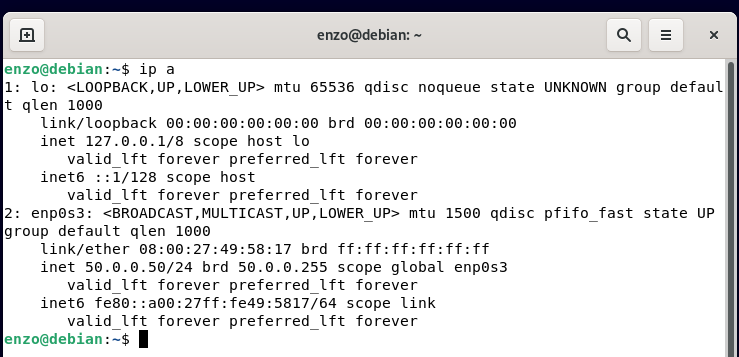 enzo@debian: ~
enzo@debian:~$ ip a
1: lo: <LOOPBACK,UP,LOWER_UP> mtu 65536 qdisc noqueue state UNKNOWN group defaul
t qlen 1000
    link/loopback 00:00:00:00:00:00 brd 00:00:00:00:00:00
    inet 127.0.0.1/8 scope host lo
       valid_lft forever preferred_lft forever
    inet6 ::1/128 scope host
       valid_lft forever preferred_lft forever
2: enp0s3: <BROADCAST,MULTICAST,UP,LOWER_UP> mtu 1500 qdisc pfifo_fast state UP
group default qlen 1000
    link/ether 08:00:27:49:58:17 brd ff:ff:ff:ff:ff:ff
    inet 50.0.0.50/24 brd 50.0.0.255 scope global enp0s3
       valid_lft forever preferred_lft forever
    inet6 fe80::a00:27ff:fe49:5817/64 scope link
       valid_lft forever preferred_lft forever
enzo@debian:~$